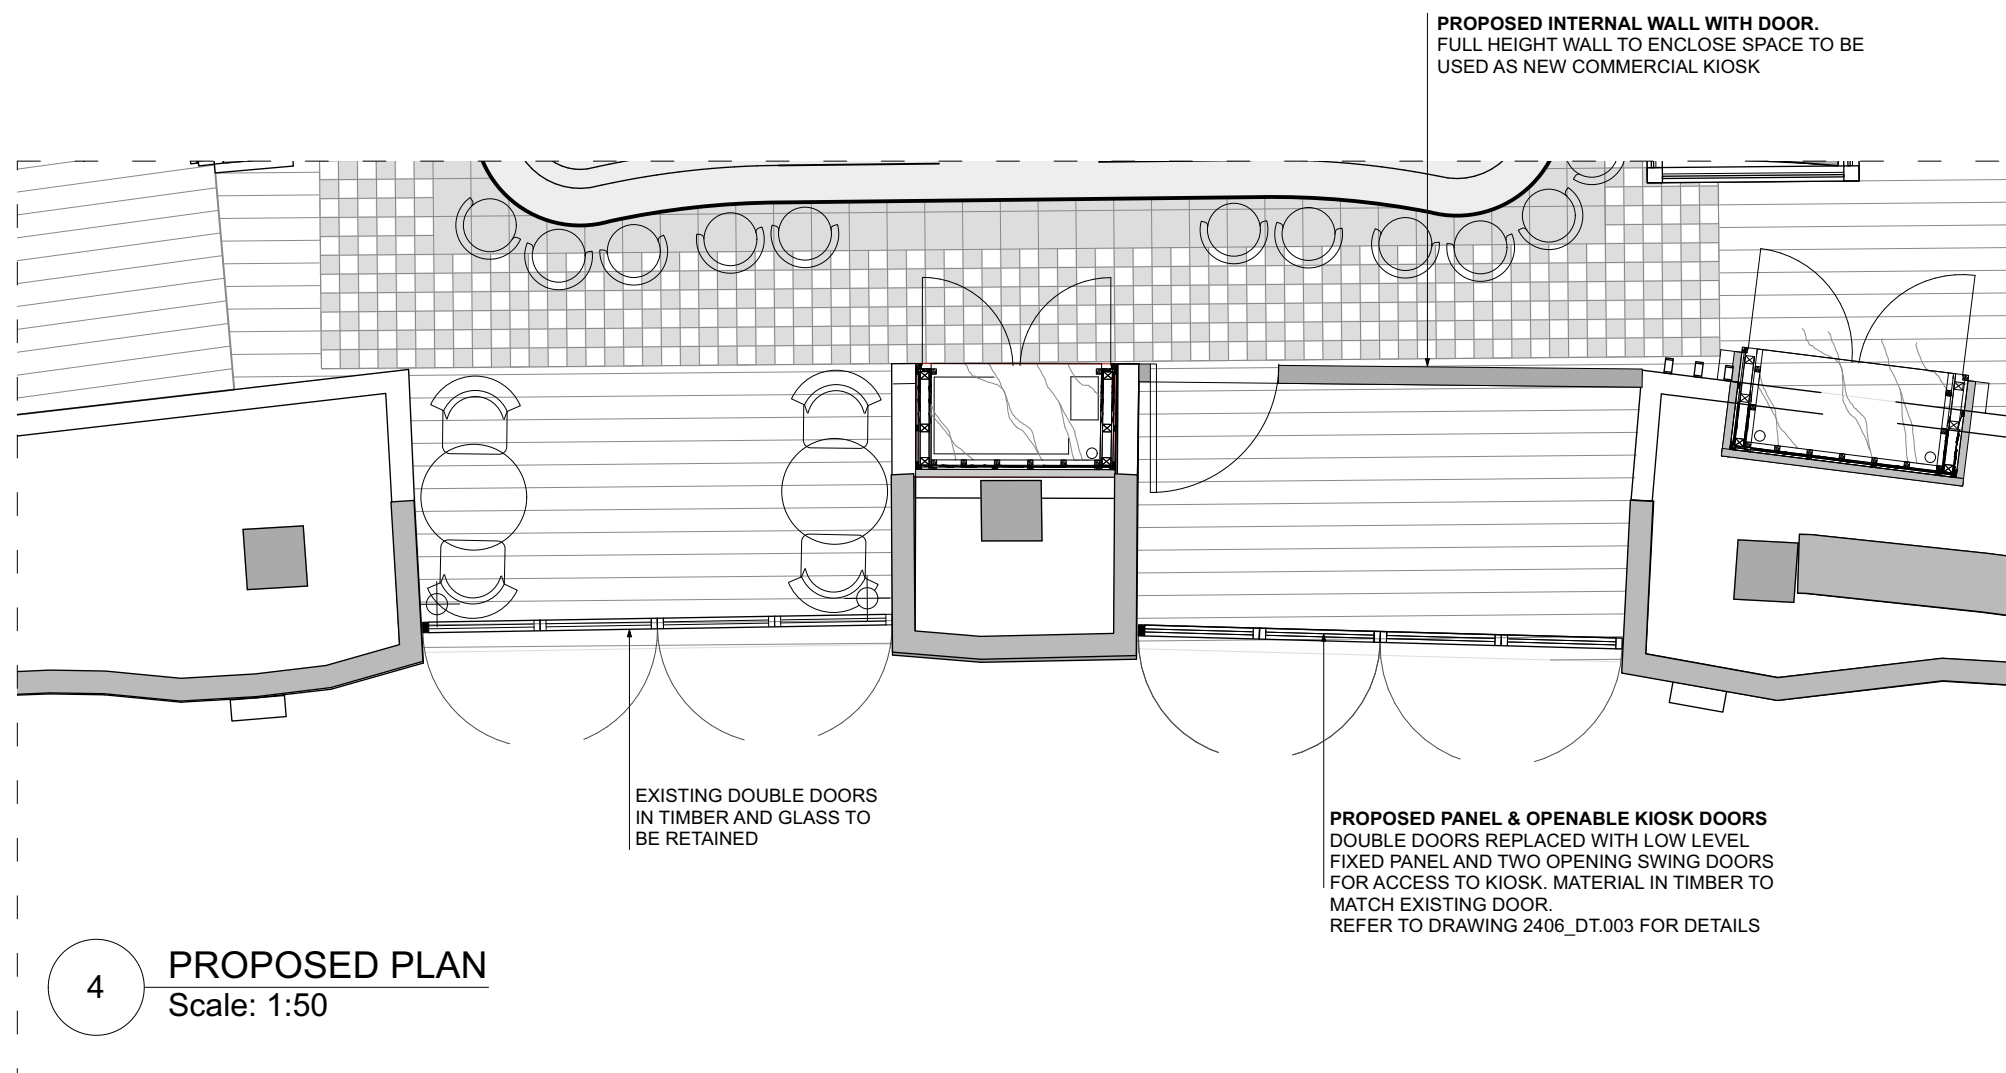 PROPOSED INTERNAL WALL WITH DOOR.
FULL HEIGHT WALL TO ENCLOSE SPACE TO BE
USED AS NEW COMMERCIAL KIOSK
EXISTING DOUBLE DOORS
IN TIMBER AND GLASS TO
BE RETAINED
PROPOSED PANEL & OPENABLE KIOSK DOORS
DOUBLE DOORS REPLACED WITH LOW LEVEL
FIXED PANEL AND TWO OPENING SWING DOORS
FOR ACCESS TO KIOSK. MATERIAL IN TIMBER TO
MATCH EXISTING DOOR.
REFER TO DRAWING 2406_DT.003 FOR DETAILS
4
PROPOSED PLAN
Scale: 1:50